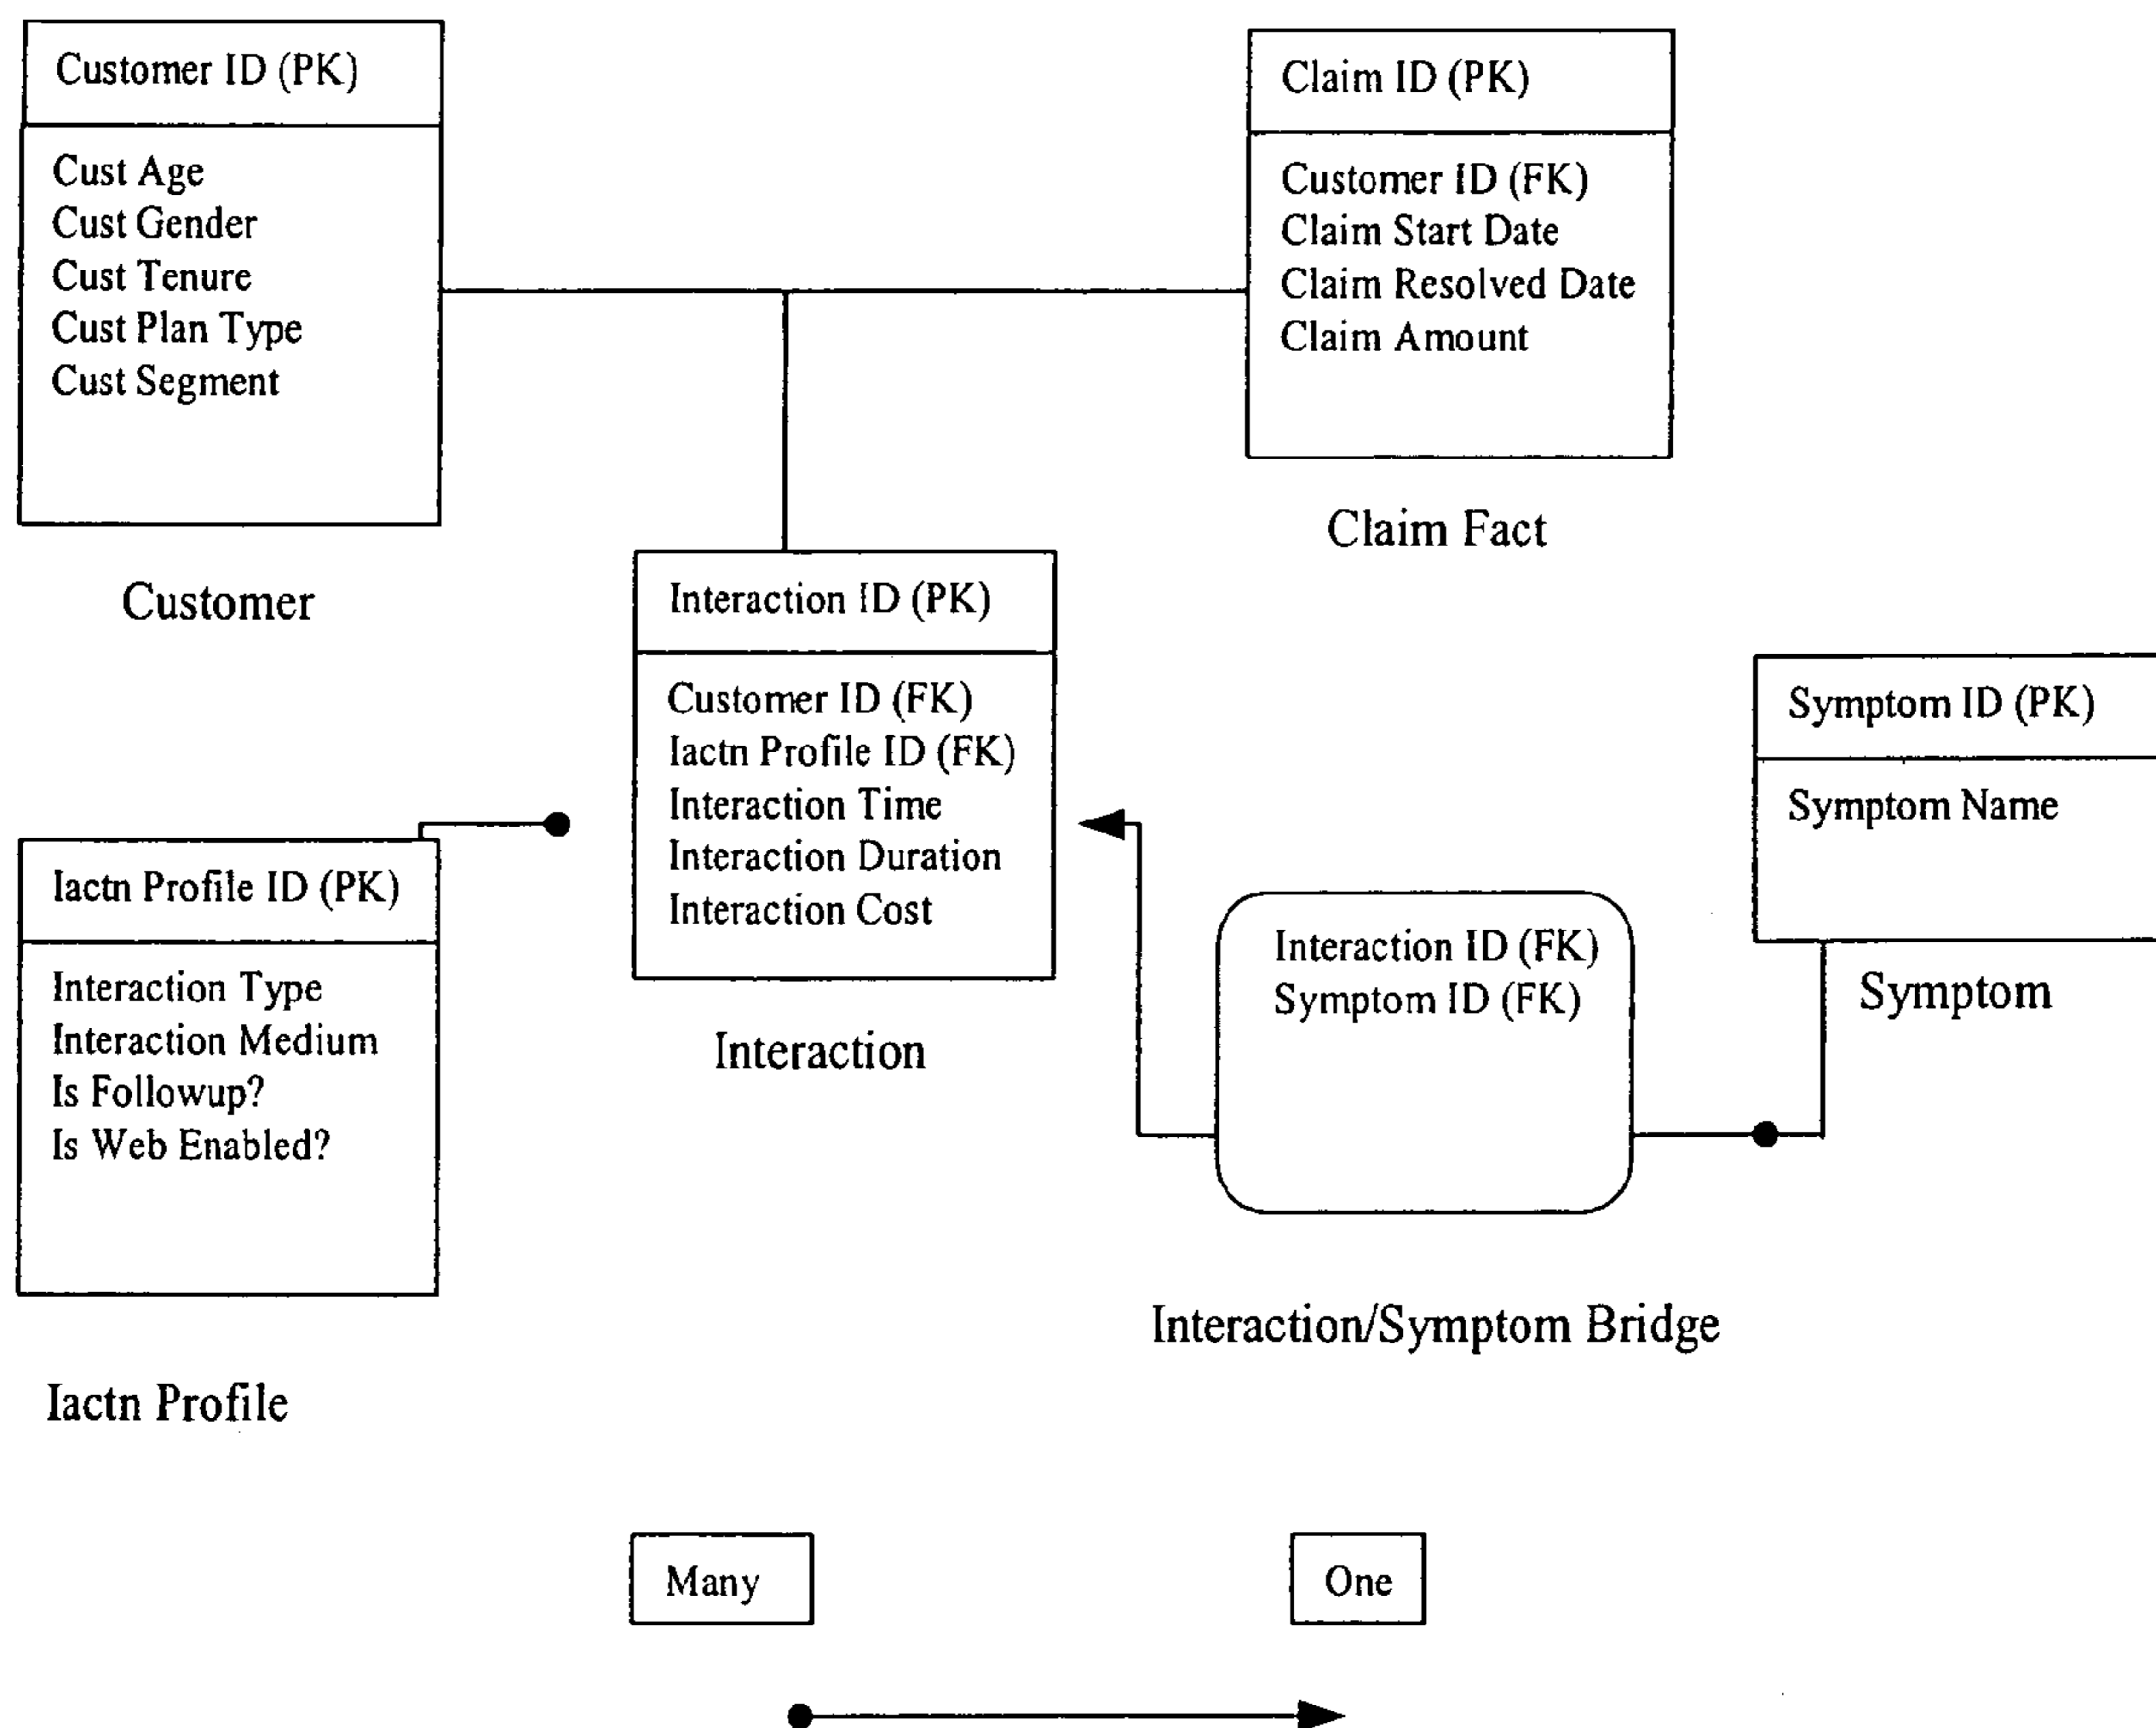 Customer ID (PK)
Cust Age
Cust Gender
Cust Tenure
Cust Plan Type
Cust Segment
Customer
Claim ID (PK)
Customer ID (FK)
Claim Start Date
Claim Resolved Date
Claim Amount
Claim Fact
Interaction ID (PK)
Customer ID (FK)
Iactn Profile ID (FK)
Interaction Time
Interaction Duration
Interaction Cost
Interaction
Symptom ID (PK)
Symptom Name
Symptom
Iactn Profile ID (PK)
Interaction Type
Interaction Medium
Is Followup?
Is Web Enabled?
Iactn Profile
Interaction ID (FK)
Symptom ID (FK)
Interaction/Symptom Bridge
Many
One